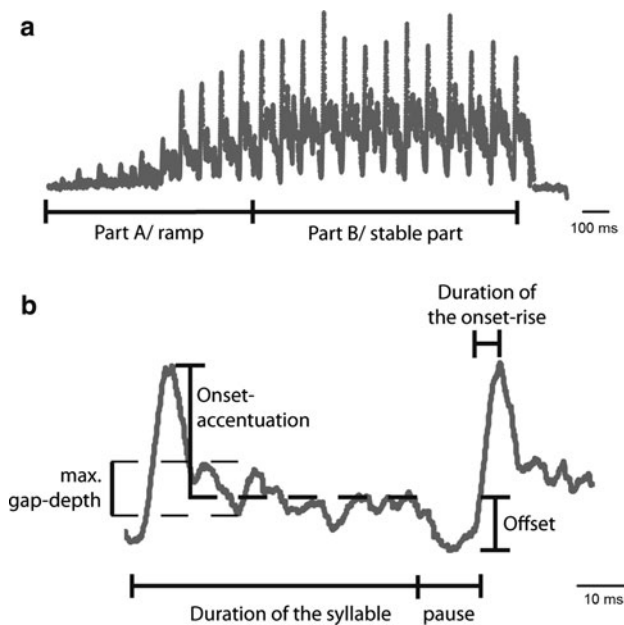 a
Part A/ ramp
Part B/ stable part
100 ms
b
Duration of
the onset-rise
Onset-
accentuation
max.
gap-depth
Offset
Duration of the syllable
pause
10 ms